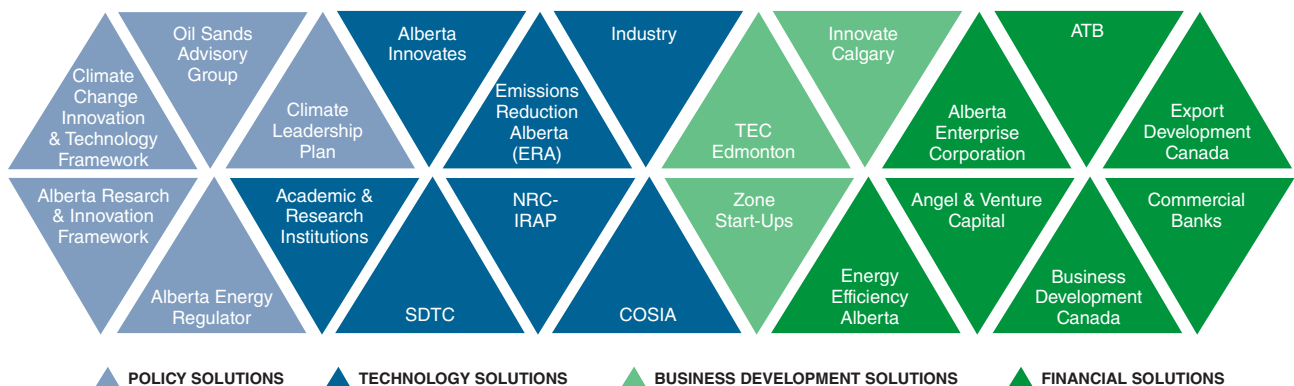 Climate
Change
Innovation
& Technology
Framework
Oil Sands
Advisory
Group
Climate
Leadership
Plan
Alberta
Innovates
Emissions
Reduction
Alberta
(ERA)
Industry
TEC
Edmonton
Innovate
Calgary
Alberta
Enterprise
Corporation
ATB
Export
Development
Canada
Alberta Resarch
& Innovation
Framework
Alberta Energy
Regulator
Academic &
Research
Institutions
SDTC
NRC-
IRAP
COSIA
Zone
Start-Ups
Energy
Efficiency
Alberta
Angel & Venture
Capital
Business
Development
Canada
Commercial
Banks
POLICY SOLUTIONS
TECHNOLOGY SOLUTIONS
BUSINESS DEVELOPMENT SOLUTIONS
FINANCIAL SOLUTIONS